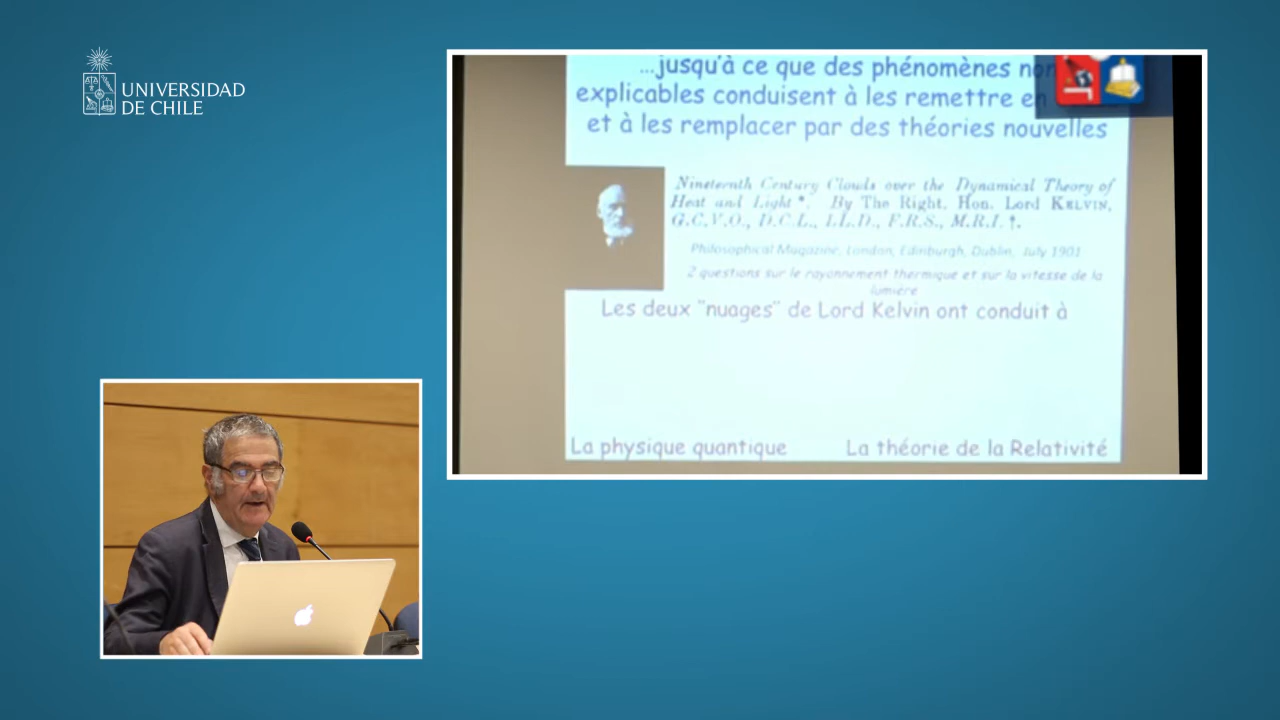 UNIVERSIDAD
DE CHILE
...jusqu'à ce que des phénomènes non
explicables conduisent à les remettre en
et à les remplacer par des théories nouvelles
Nineteenth Century Clouds over the Dynamical Theory of
Heat and Light *. By The Right. Hon. Lord KELVIN,
G.C.V.O., D.C.L., LL.D., F.R.S., M.R.I. †.
Philosophical Magazine, London, Edinburgh, Dublin, July 1901
2 questions sur le rayonnement thermique et sur la vitesse de la
lumière
Les deux "nuages" de Lord Kelvin ont conduit à
La physique quantique La théorie de la Relativité